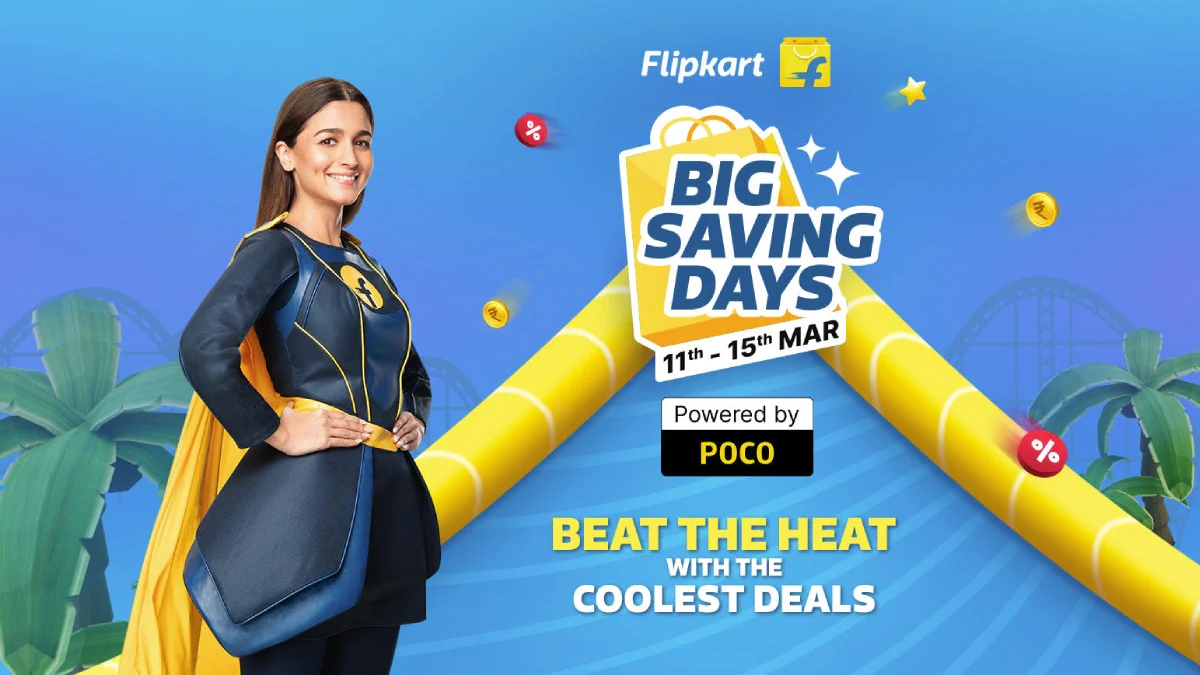 Flipkart
BIG
SAVING
DAYS
11th - 15th MAR
Powered by
POCO
BEAT THE HEAT
WITH THE
COOLEST DEALS